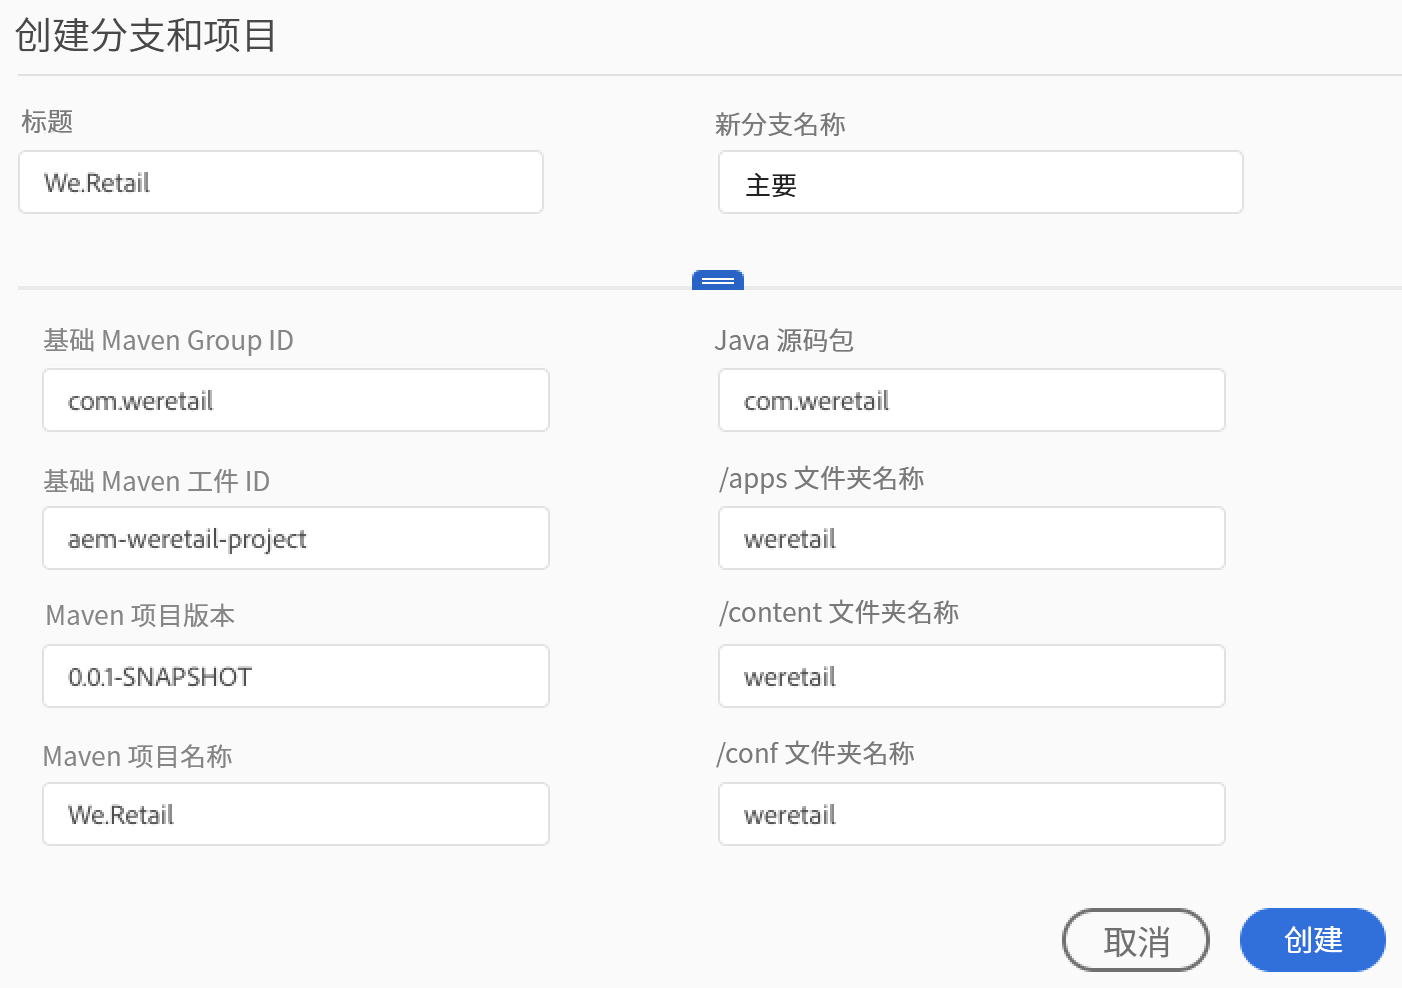 创建分支和项目
标题
新分支名称
We.Retail
主要
基础 Maven Group ID
Java 源码包
com.weretail
com.weretail
基础 Maven 工件 ID
/apps 文件夹名称
aem-weretail-project
weretail
Maven 项目版本
/content 文件夹名称
0.0.1-SNAPSHOT
weretail
Maven 项目名称
/conf 文件夹名称
We.Retail
weretail
取消
创建